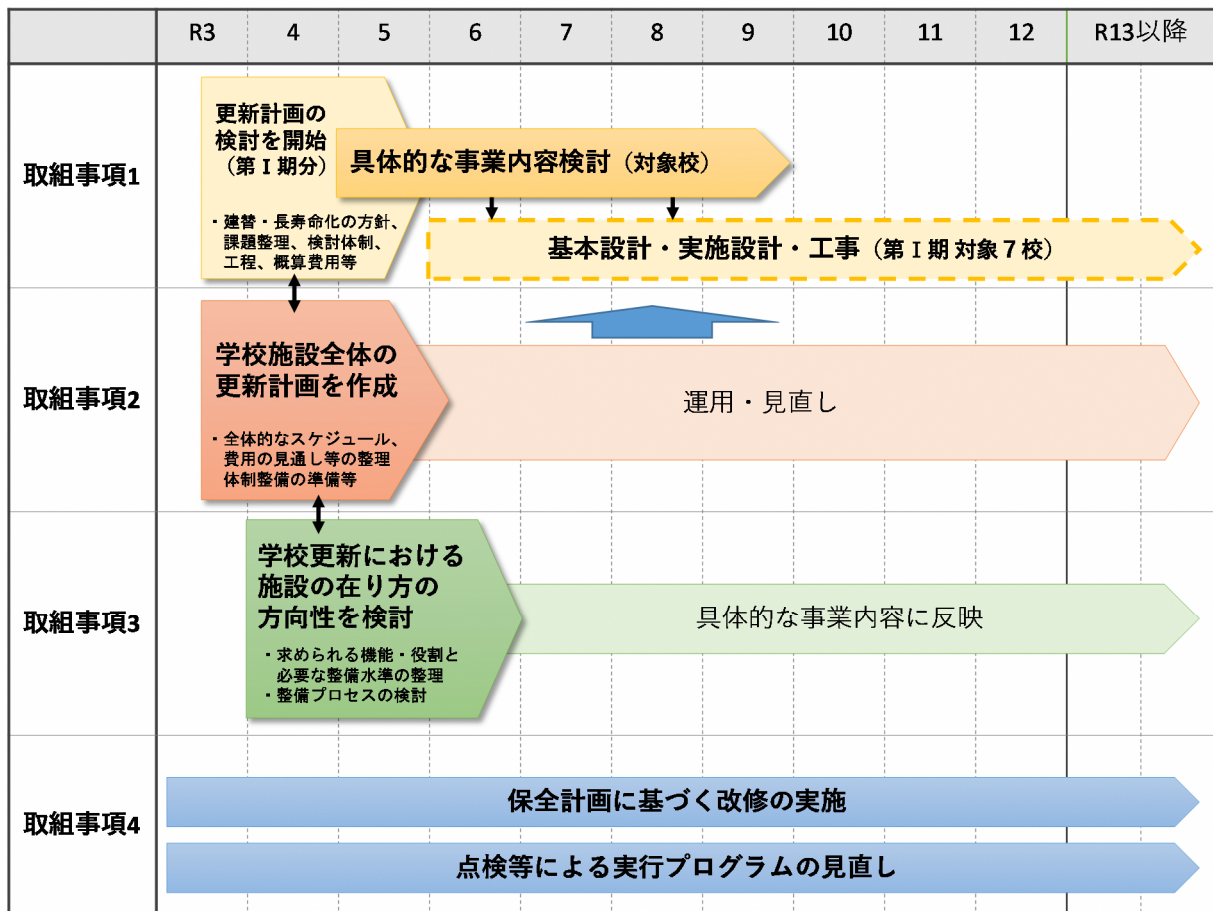 R3 4 5 6 7 8 9 10 11 12 R13以降
取組事項1
更新計画の
検討を開始
（第Ⅰ期分）
・建替・長寿命化の方針、
課題整理、検討体制、
工程、概算費用等
具体的な事業内容検討（対象校）
基本設計・実施設計・工事（第Ⅰ期 対象７校）
取組事項2
学校施設全体の
更新計画を作成
・全体的なスケジュール、
費用の見通し等の整理
体制整備の準備等
運用・見直し
取組事項3
学校更新における
施設の在り方の
方向性を検討
・求められる機能・役割と
必要な整備水準の整理
・整備プロセスの検討
具体的な事業内容に反映
取組事項4
保全計画に基づく改修の実施
点検等による実行プログラムの見直し